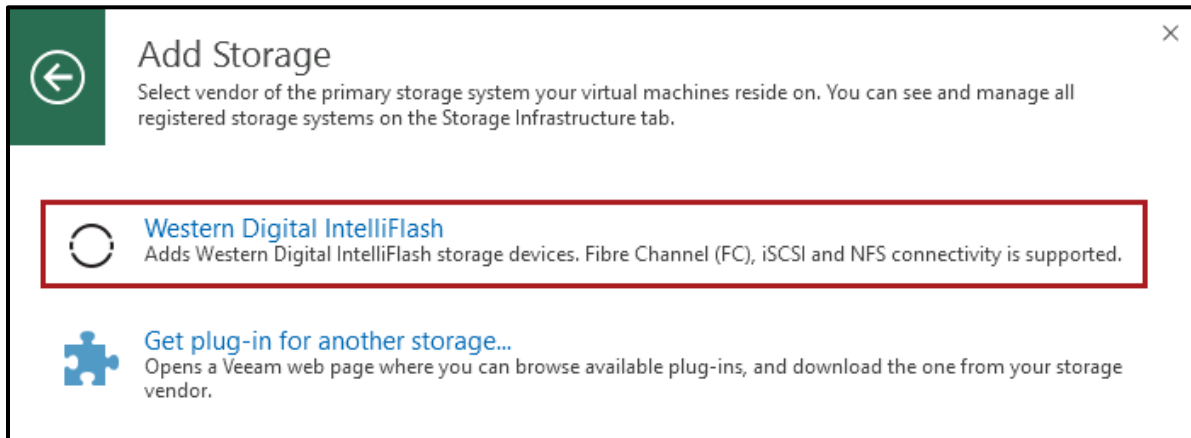 Add Storage
Select vendor of the primary storage system your virtual machines reside on. You can see and manage all
registered storage systems on the Storage Infrastructure tab.
Western Digital IntelliFlash
Adds Western Digital IntelliFlash storage devices. Fibre Channel (FC), iSCSI and NFS connectivity is supported.
Get plug-in for another storage...
Opens a Veeam web page where you can browse available plug-ins, and download the one from your storage
vendor.